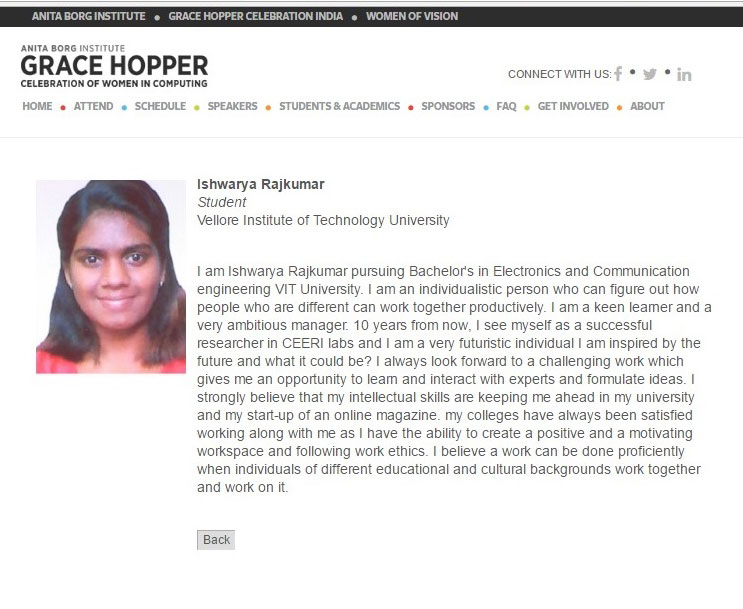 ANITA BORG INSTITUTE ● GRACE HOPPER CELEBRATION INDIA ● WOMEN OF VISION
ANITA BORG INSTITUTE
GRACE HOPPER
CELEBRATION OF WOMEN IN COMPUTING
CONNECT WITH US:
HOME ● ATTEND ● SCHEDULE ● SPEAKERS ● STUDENTS & ACADEMICS ● SPONSORS ● FAQ ● GET INVOLVED ● ABOUT
Ishwarya Rajkumar
Student
Vellore Institute of Technology University
I am Ishwarya Rajkumar pursuing Bachelor's in Electronics and Communication
engineering VIT University. I am an individualistic person who can figure out how
people who are different can work together productively. I am a keen learner and a
very ambitious manager. 10 years from now, I see myself as a successful
researcher in CEERI labs and I am a very futuristic individual I am inspired by the
future and what it could be? I always look forward to a challenging work which
gives me an opportunity to learn and interact with experts and formulate ideas. I
strongly believe that my intellectual skills are keeping me ahead in my university
and my start-up of an online magazine. my colleges have always been satisfied
working along with me as I have the ability to create a positive and a motivating
workspace and following work ethics. I believe a work can be done proficiently
when individuals of different educational and cultural backgrounds work together
and work on it.
Back